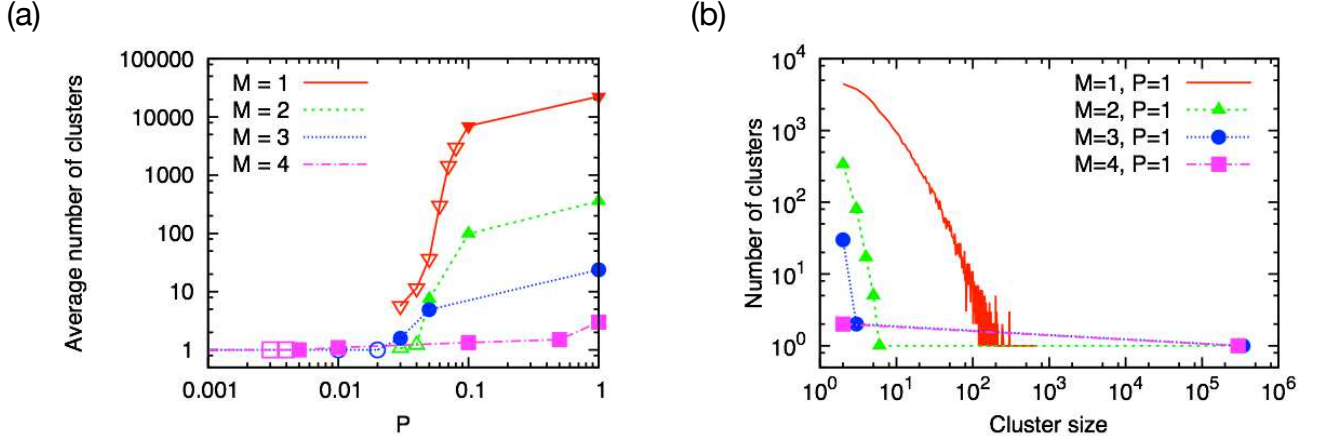 (a)
Average number of clusters
100000
10000
1000
100
10
1
M = 1
M = 2
M = 3
M = 4
0.001
0.01
0.1
1
P
(b)
Number of clusters
10^4
10^3
10^2
10^1
10^0
M=1, P=1
M=2, P=1
M=3, P=1
M=4, P=1
10^0
10^1
10^2
10^3
10^4
10^5
10^6
Cluster size